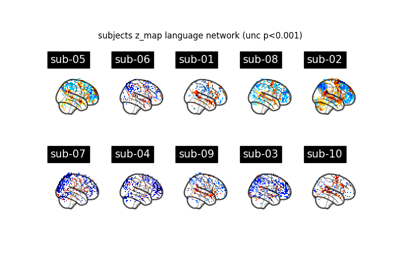 subjects z_map language network (unc p<0.001)
sub-05 sub-06 sub-01 sub-08 sub-02
sub-07 sub-04 sub-09 sub-03 sub-10